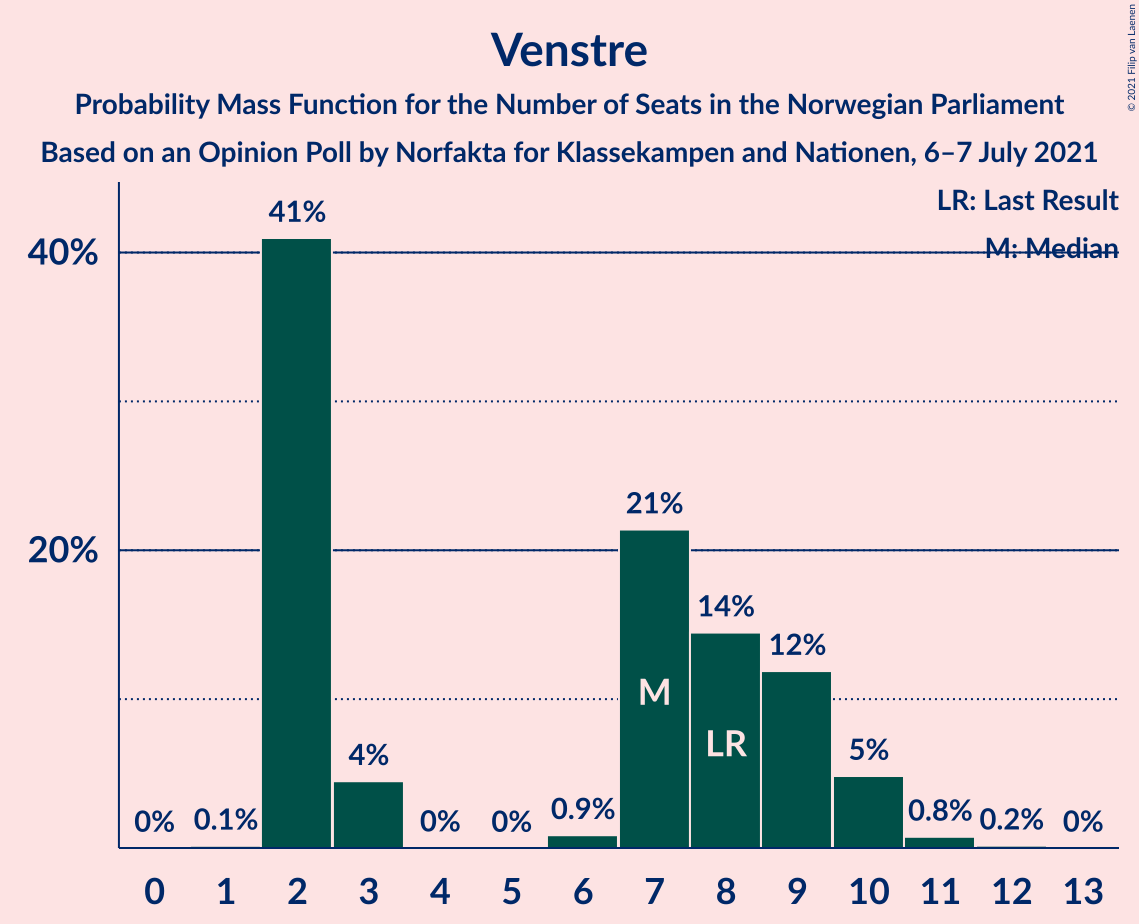 Venstre
Probability Mass Function for the Number of Seats in the Norwegian Parliament
Based on an Opinion Poll by Norfakta for Klassekampen and Nationen, 6–7 July 2021
© 2021 Filip van Laenen
LR: Last Result
M: Median
40%
20%
0%
0.1%
41%
4%
0%
0%
0.9%
21%
14%
12%
5%
0.8%
0.2%
0%
M
LR
0 1 2 3 4 5 6 7 8 9 10 11 12 13